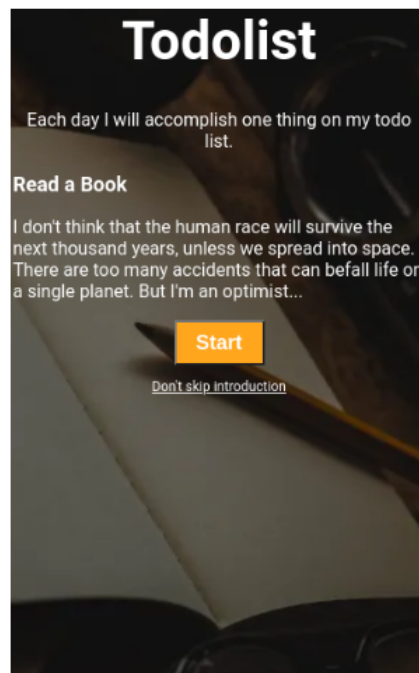 Todolist
Each day I will accomplish one thing on my todo
list.
Read a Book
I don't think that the human race will survive the
next thousand years, unless we spread into space.
There are too many accidents that can befall life on
a single planet. But I'm an optimist...
Start
Don't skip introduction